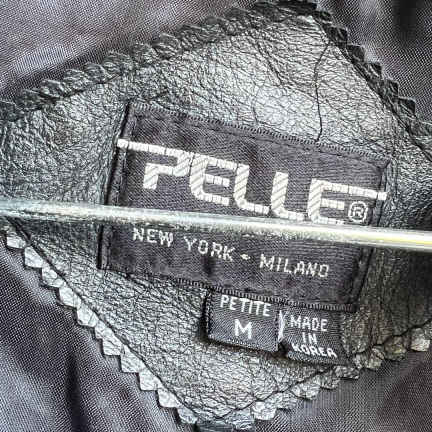 PELLE®
NEW YORK - MILANO
PETITE
M
MADE
IN
KOREA